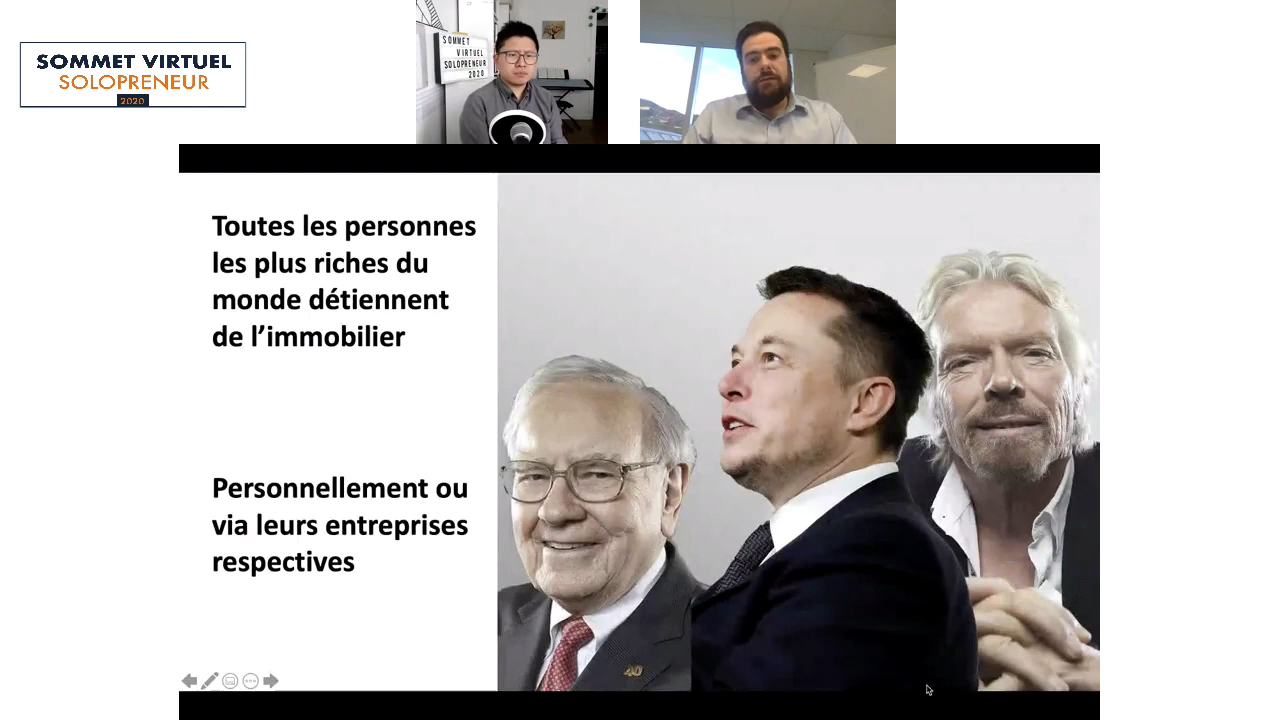 SOMMET VIRTUEL
SOLOPRENEUR
2020
SOMMET
VIRTUEL
SOLOPRENEUR
2020
Toutes les personnes
les plus riches du
monde détiennent
de l’immobilier
Personnellement ou
via leurs entreprises
respectives
40